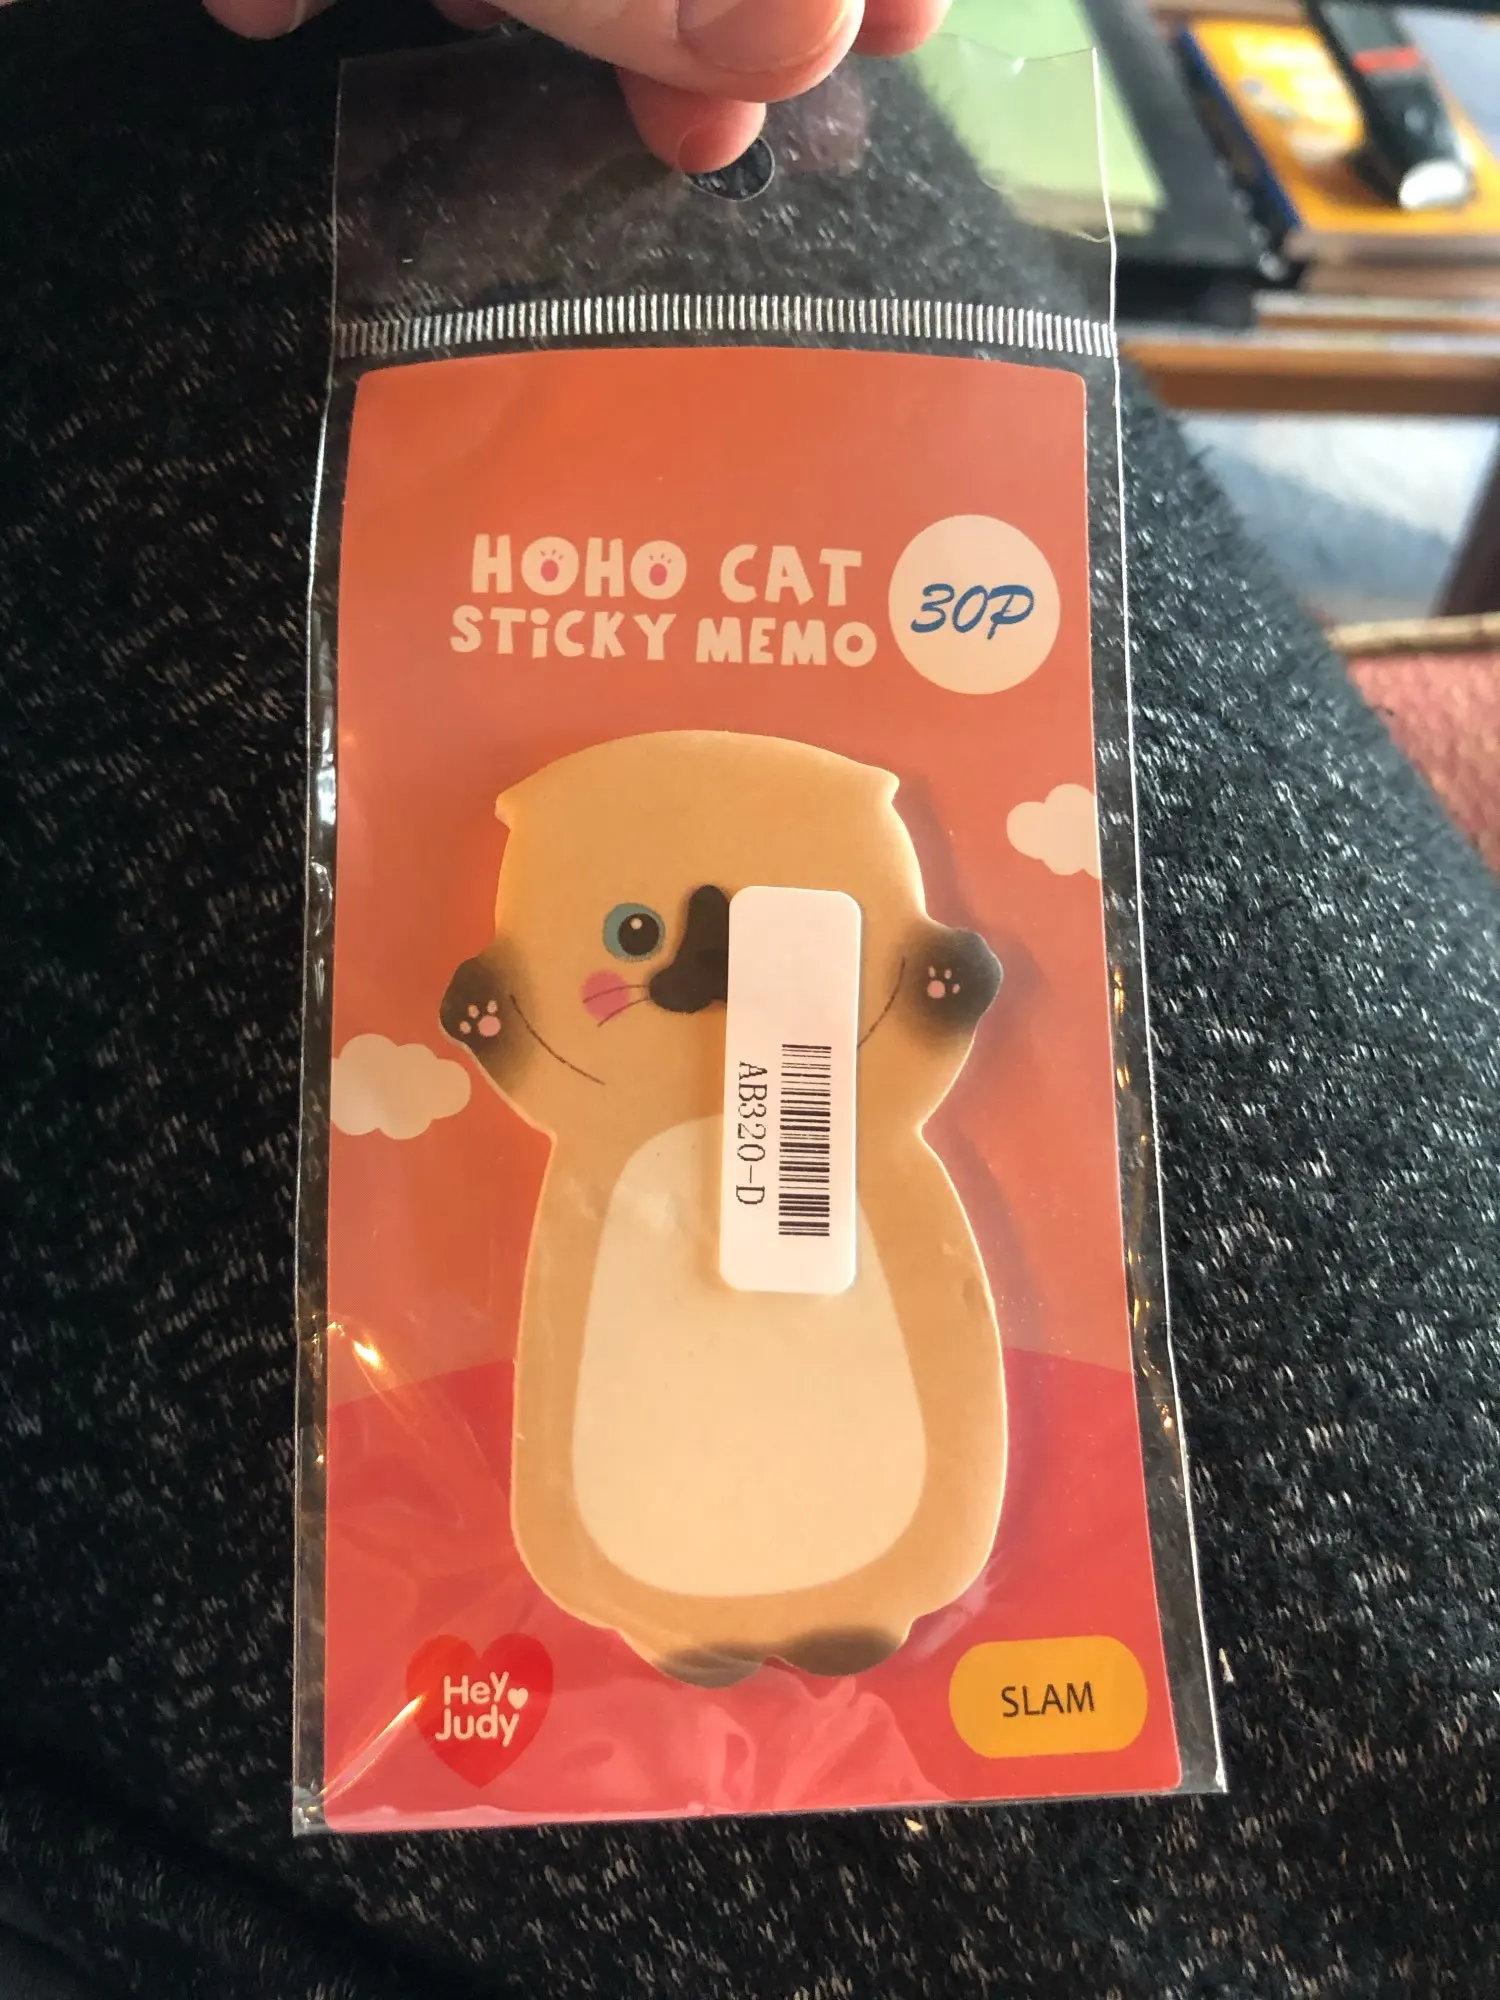 HOHO CAT
STiCKY MEMO
30P
AB320-D
Hey
Judy
SLAM